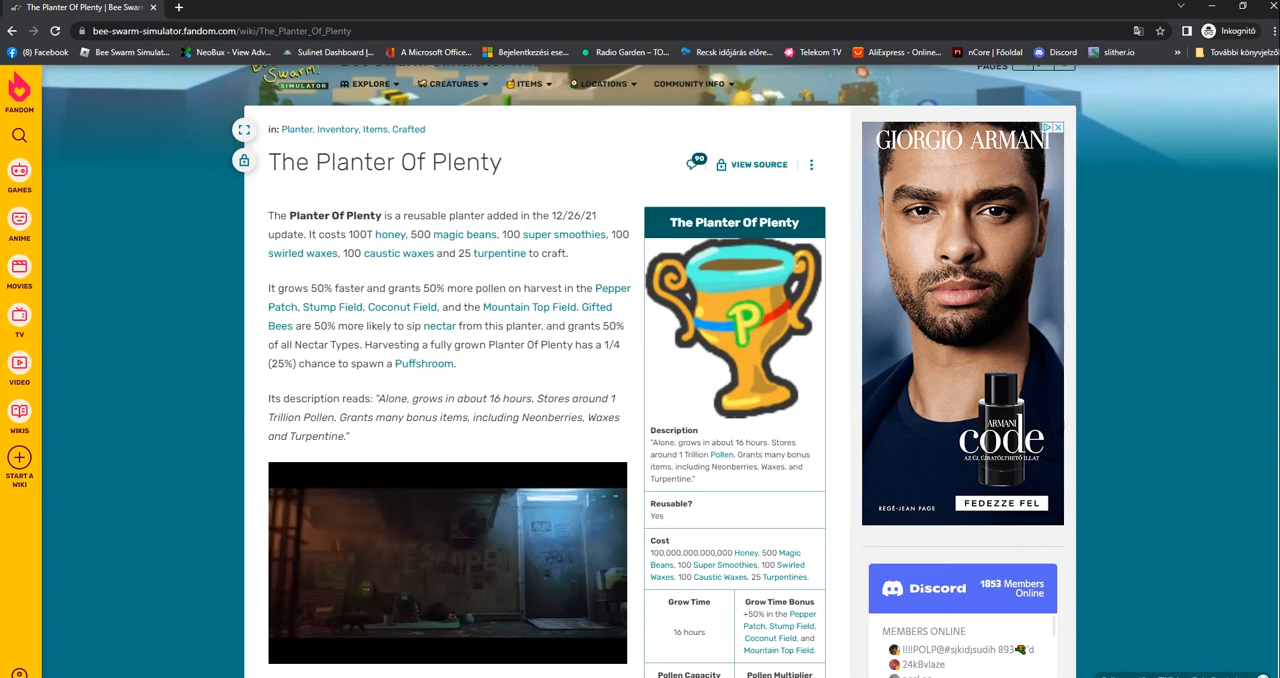 The Planter Of Plenty | Bee Swarm
bee-swarm-simulator.fandom.com/wiki/The_Planter_Of_Plenty
Inkognitó
(8) Facebook
Bee Swarm Simulat...
NeoBux - View Adv...
Sulinet Dashboard |...
A Microsoft Office...
Bejelentkezési ese...
Radio Garden – TO...
Recsk időjárás előre...
Telekom TV
AliExpress - Online...
nCore | Főoldal
Discord
slither.io
»
További könyvjelző
Bee Swarm!
SIMULATOR
EXPLORE
CREATURES
ITEMS
LOCATIONS
COMMUNITY INFO
PAGES
FANDOM
GAMES
ANIME
MOVIES
TV
VIDEO
WIKIS
START A
WIKI
in: Planter, Inventory, Items, Crafted
The Planter Of Plenty
90
VIEW SOURCE
The Planter Of Plenty is a reusable planter added in the 12/26/21
update. It costs 100T honey, 500 magic beans, 100 super smoothies, 100
swirled waxes, 100 caustic waxes and 25 turpentine to craft.
It grows 50% faster and grants 50% more pollen on harvest in the Pepper
Patch, Stump Field, Coconut Field, and the Mountain Top Field. Gifted
Bees are 50% more likely to sip nectar from this planter, and grants 50%
of all Nectar Types. Harvesting a fully grown Planter Of Plenty has a 1/4
(25%) chance to spawn a Puffshroom.
Its description reads: "Alone, grows in about 16 hours. Stores around 1
Trillion Pollen. Grants many bonus items, including Neonberries, Waxes
and Turpentine."
The Planter Of Plenty
P
Description
"Alone, grows in about 16 hours. Stores
around 1 Trillion Pollen. Grants many bonus
items, including Neonberries, Waxes, and
Turpentine."
Reusable?
Yes
Cost
100,000,000,000,000 Honey, 500 Magic
Beans, 100 Super Smoothies, 100 Swirled
Waxes, 100 Caustic Waxes, 25 Turpentines.
Grow Time
16 hours
Grow Time Bonus
+50% in the Pepper
Patch, Stump Field,
Coconut Field, and
Mountain Top Field.
Pollen Capacity
Pollen Multiplier
GIORGIO ARMANI
ARMANI
code
AZ ÚJ, ÚJRATÖLTHETŐ ILLAT
REGÉ-JEAN PAGE
FEDEZZE FEL
Discord
1853 Members
Online
MEMBERS ONLINE
!!!!POLP@#sjkidjsudih 893 'd
24kBvlaze